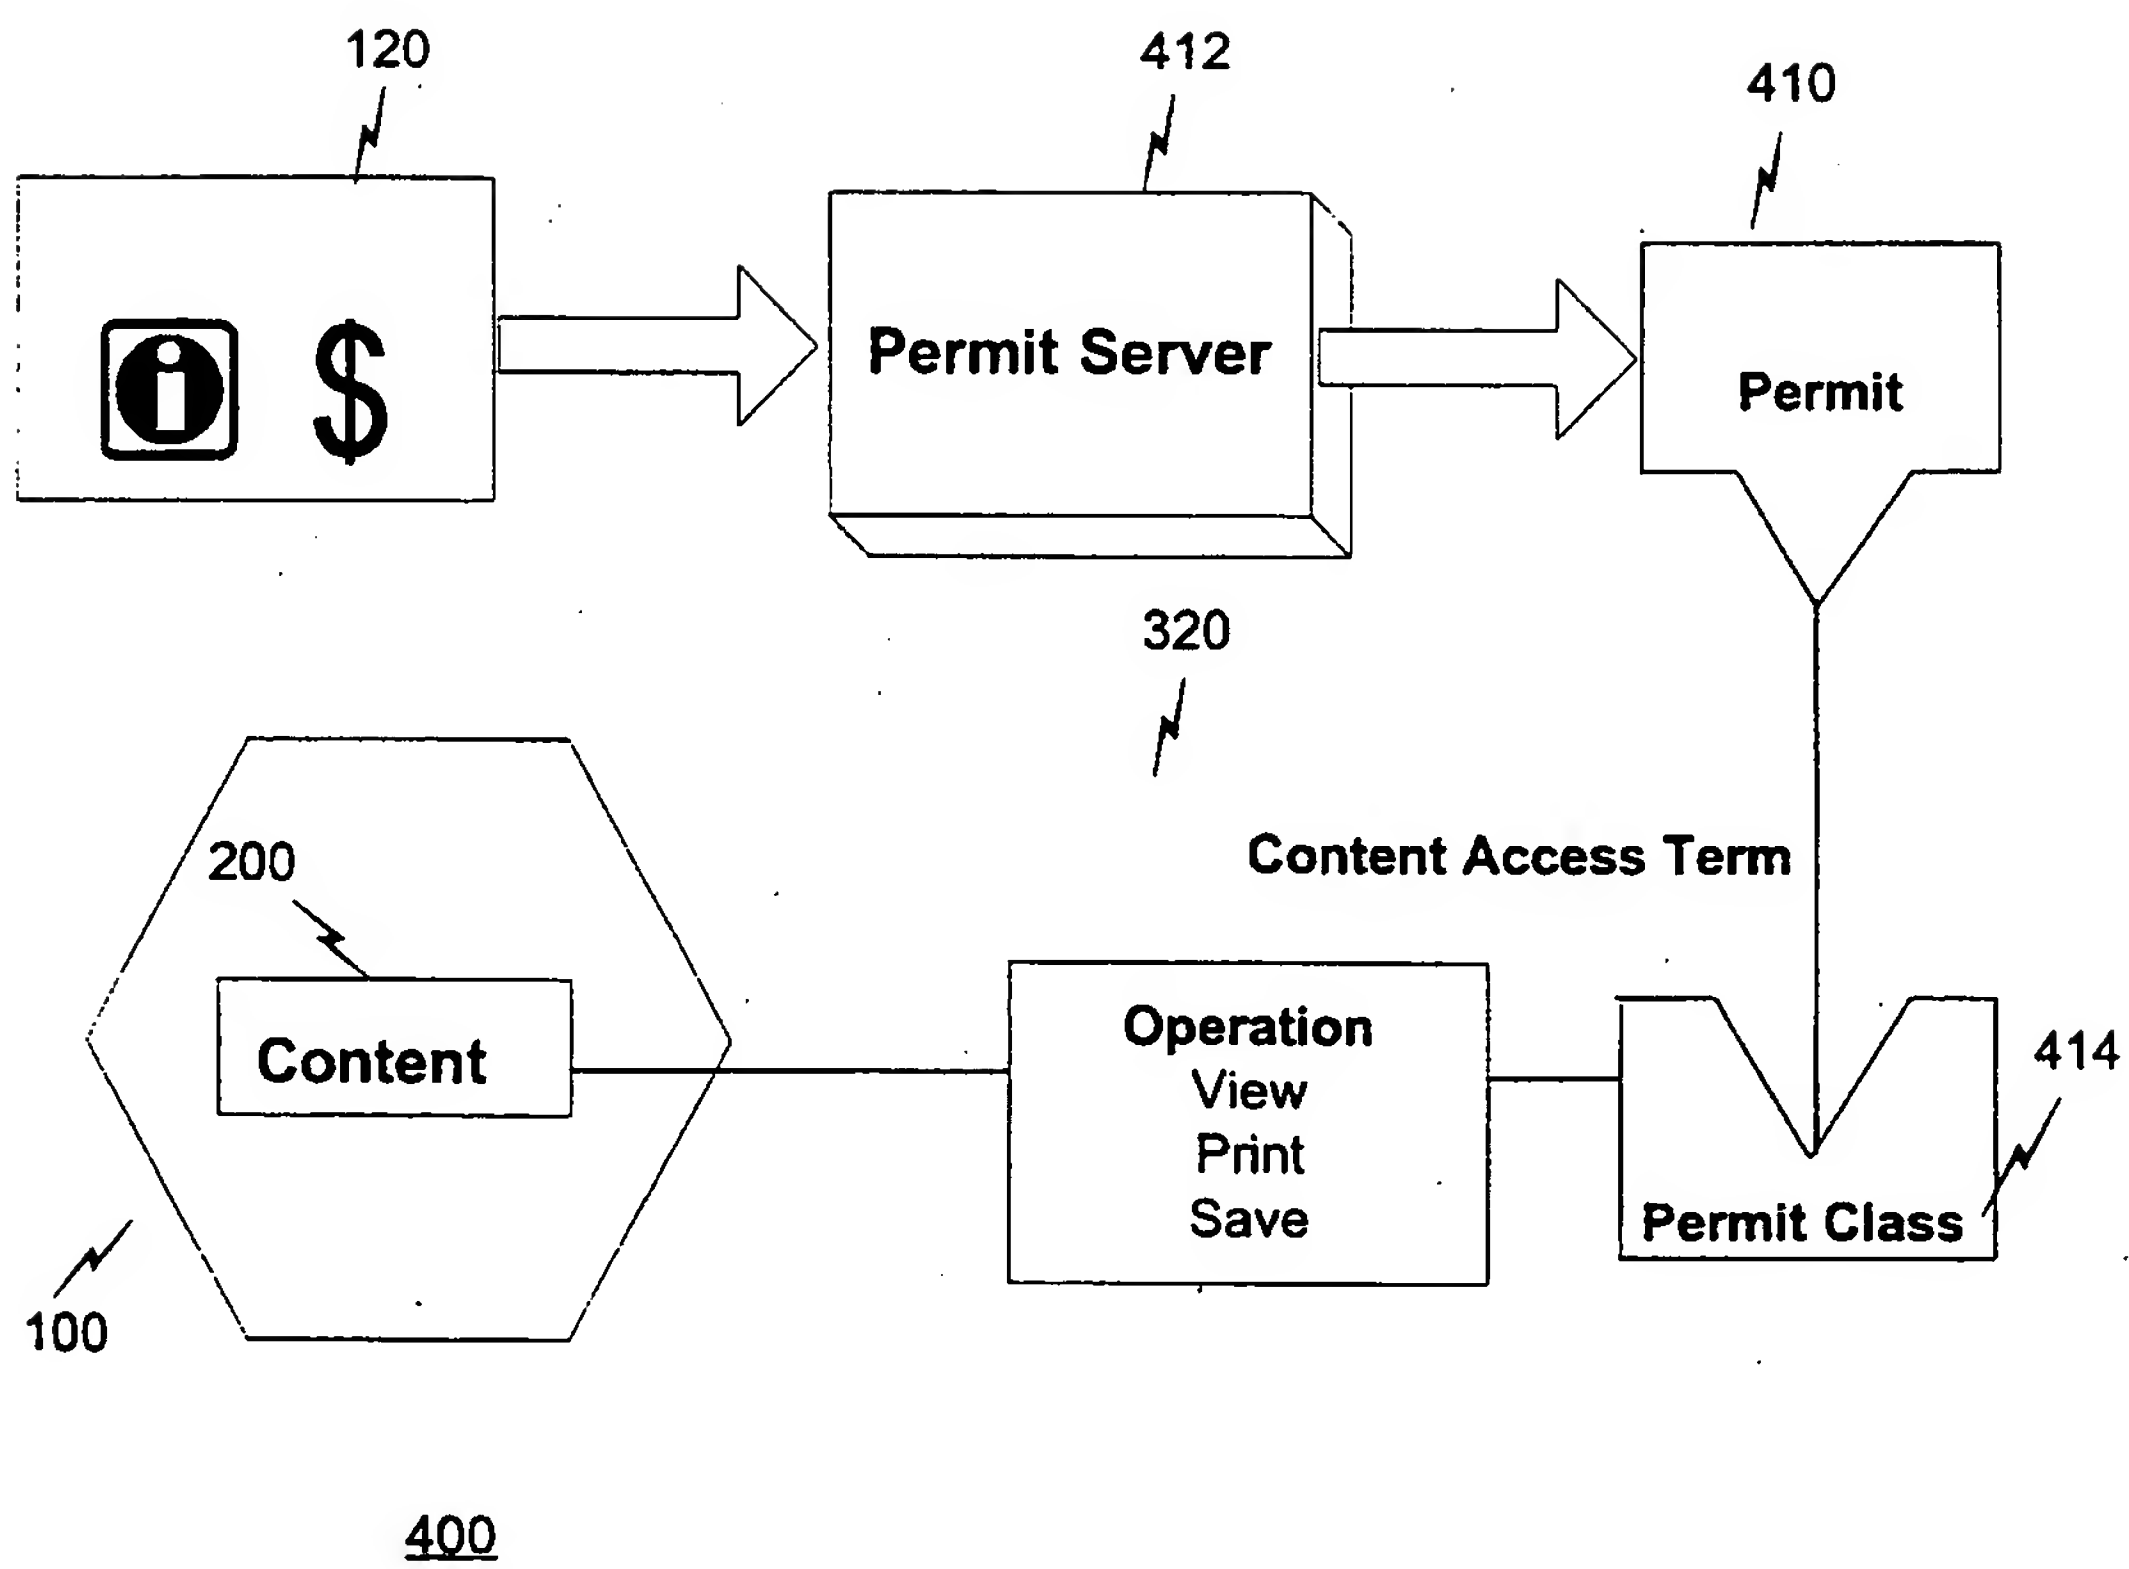 120
412
410
i $
Permit Server
Permit
320
Content Access Term
200
Content
Operation
View
Print
Save
414
Permit Class
100
400